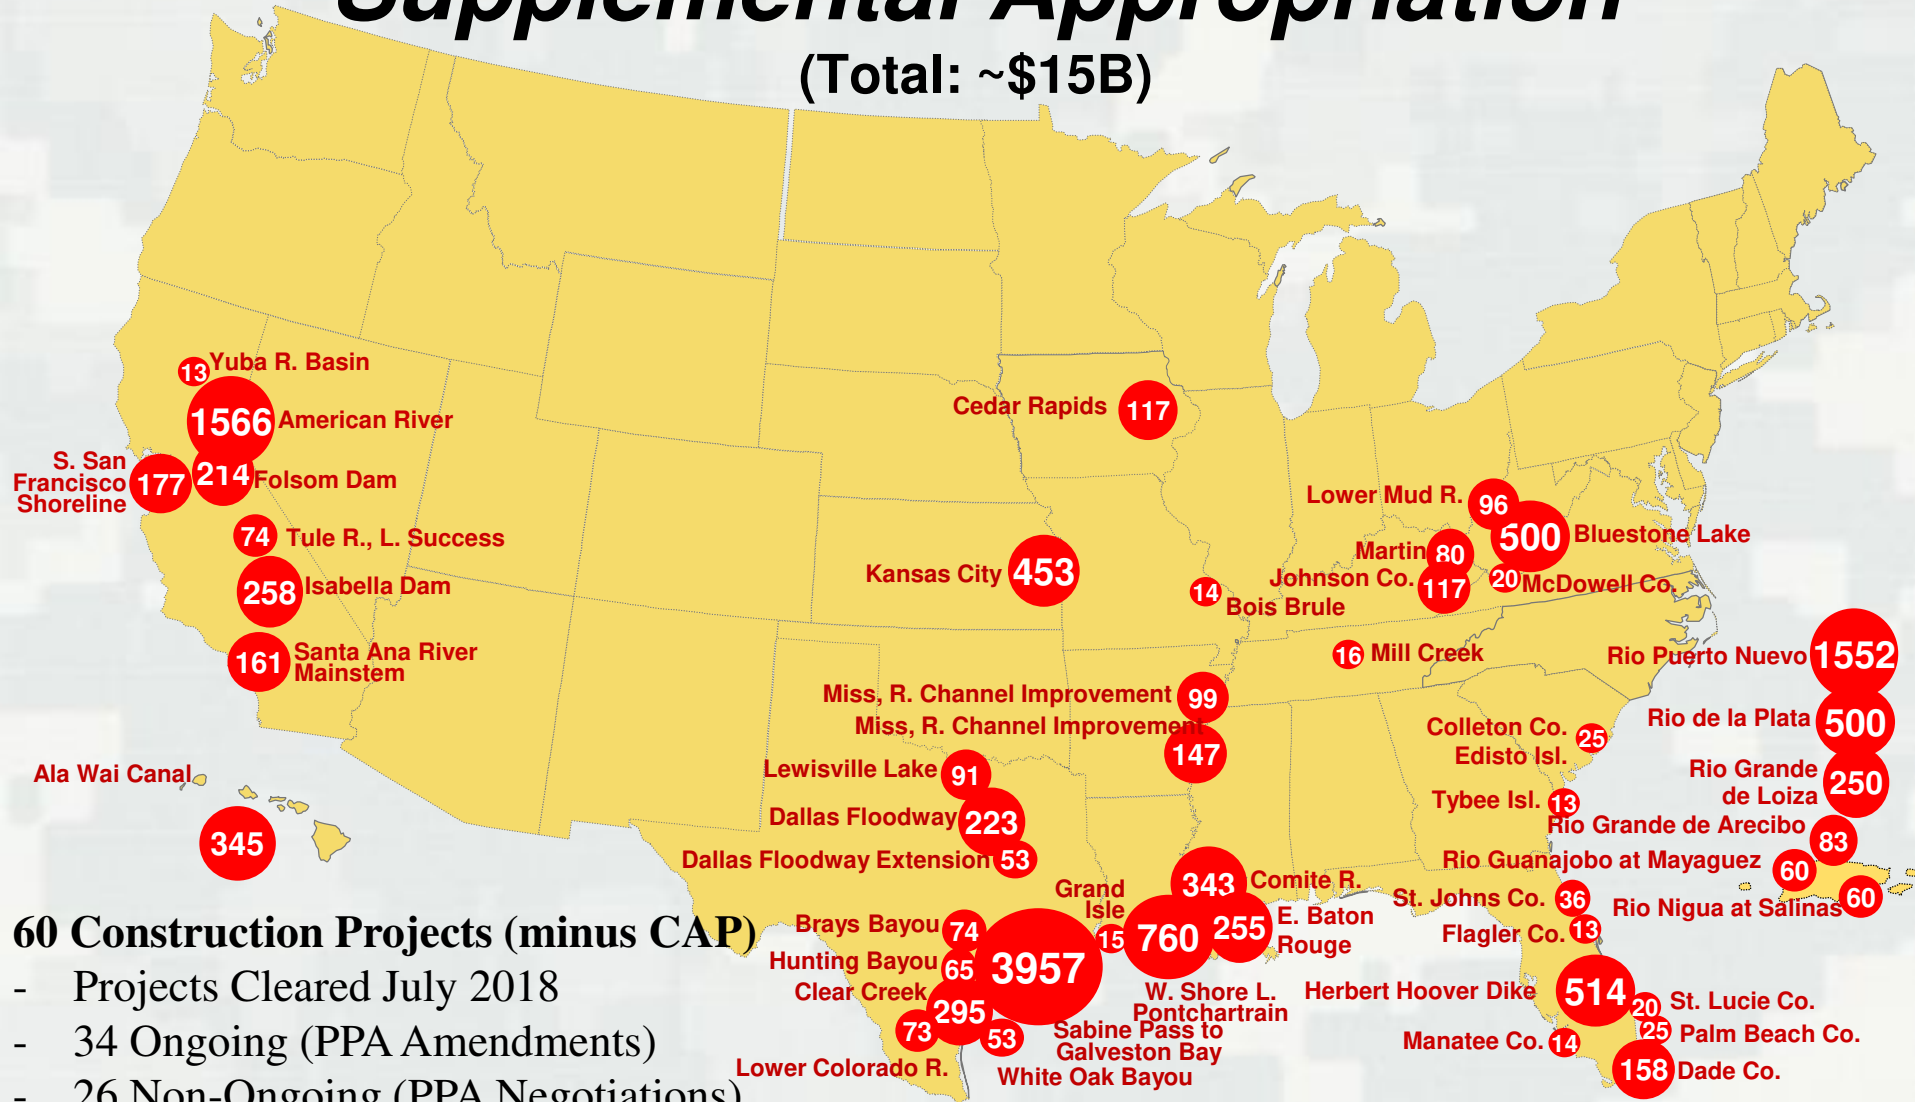 Supplemental Appropriation
(Total: ~$15B)
13
Yuba R. Basin
1566
American River
S. San
Francisco
Shoreline
177
214
Folsom Dam
74
Tule R., L. Success
258
Isabella Dam
161
Santa Ana River
Mainstem
Ala Wai Canal
345
Cedar Rapids
117
Kansas City
453
14
Bois Brule
Lower Mud R.
96
500
Bluestone Lake
Martin
80
Johnson Co.
117
20
McDowell Co.
16
Mill Creek
Miss, R. Channel Improvement
99
Miss, R. Channel Improvement
147
Lewisville Lake
91
Dallas Floodway
223
Dallas Floodway Extension
53
Colleton Co.
Edisto Isl.
25
Tybee Isl.
13
Rio Puerto Nuevo
1552
Rio de la Plata
500
Rio Grande
de Loiza
250
Rio Grande de Arecibo
83
Rio Guanajobo at Mayaguez
60
Rio Nigua at Salinas
60
343
Comite R.
Grand
Isle
15
760
255
E. Baton
Rouge
W. Shore L.
Pontchartrain
Brays Bayou
74
Hunting Bayou
65
3957
Clear Creek
295
73
53
Sabine Pass to
Galveston Bay
White Oak Bayou
Lower Colorado R.
St. Johns Co.
36
Flagler Co.
13
Herbert Hoover Dike
514
20
St. Lucie Co.
25
Palm Beach Co.
Manatee Co.
14
158
Dade Co.
60 Construction Projects (minus CAP)
- Projects Cleared July 2018
- 34 Ongoing (PPA Amendments)
- 26 Non-Ongoing (PPA Negotiations)